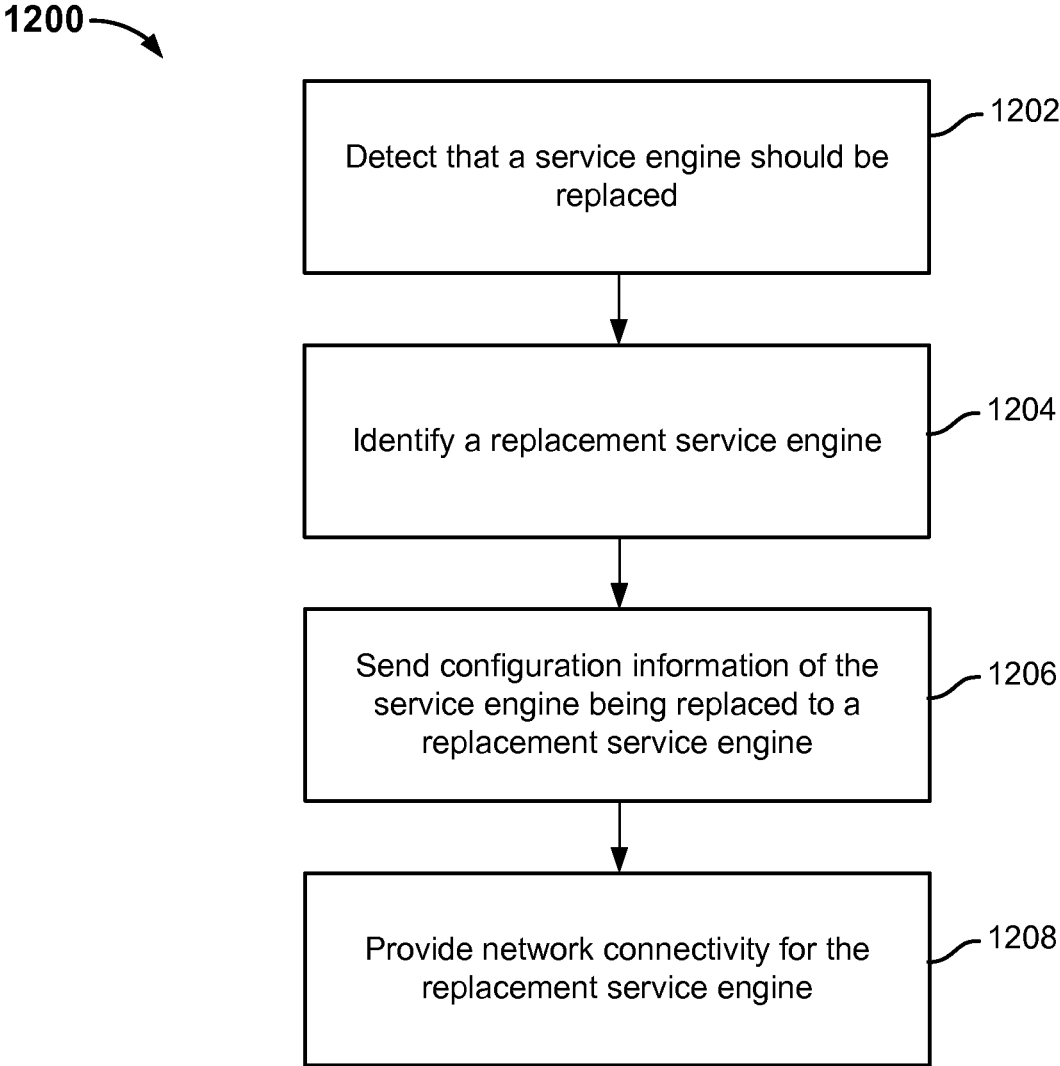 1200
1202
Detect that a service engine should be
replaced
1204
Identify a replacement service engine
Send configuration information of the
1206
service engine being replaced to a
replacement service engine
1208
Provide network connectivity for the
replacement service engine